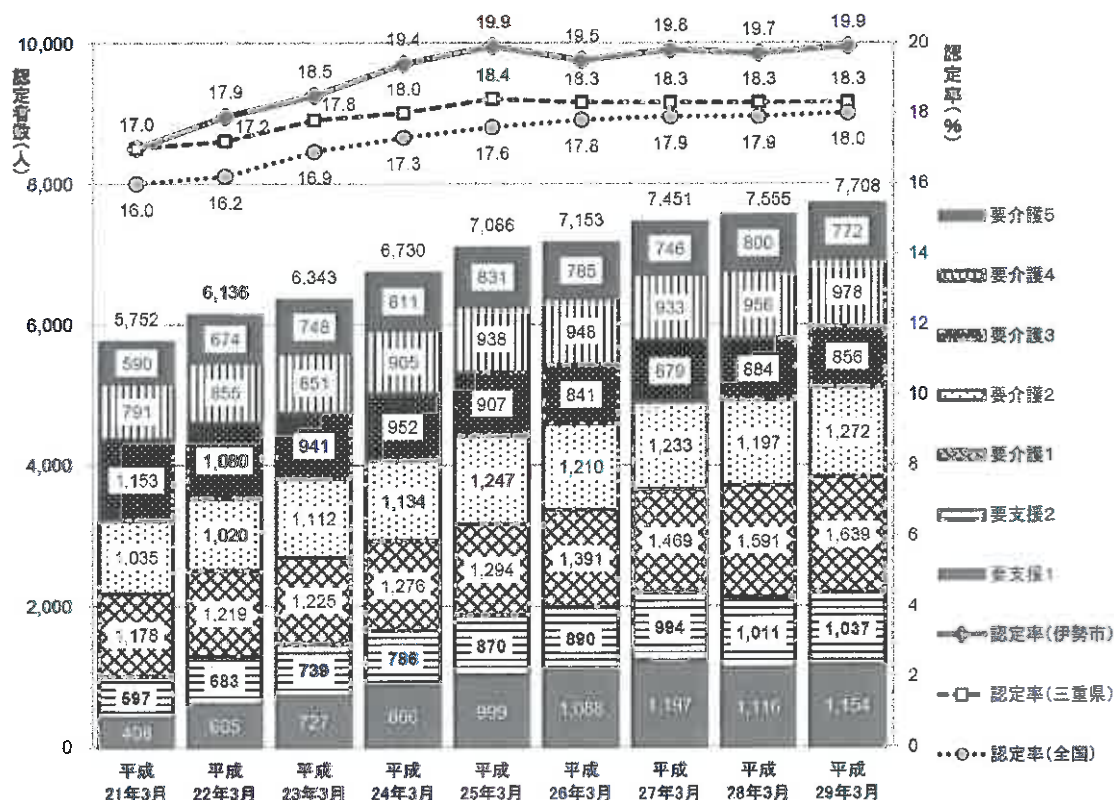 認定者数(人)
認定率(%)
10,000
8,000
6,000
4,000
2,000
0
20
18
16
14
12
10
8
6
4
2
0
17.0 17.9 18.5 19.4 19.9 19.5 19.8 19.7 19.9
17.2 17.8 18.0 18.4 18.3 18.3 18.3 18.3
16.0 16.2 16.9 17.3 17.6 17.8 17.9 17.9 18.0
5,752 6,136 6,343 6,730 7,086 7,153 7,451 7,555 7,708
590 674 748 811 831 785 746 800 772
791 855 851 905 938 948 933 956 978
1,153 1,080 941 952 907 841 879 884 856
1,035 1,020 1,112 1,134 1,247 1,210 1,233 1,197 1,272
1,178 1,219 1,225 1,276 1,294 1,391 1,469 1,591 1,639
597 683 739 786 870 890 994 1,011 1,037
408 605 727 866 999 1,088 1,197 1,116 1,154
平成 平成 平成 平成 平成 平成 平成 平成 平成
21年3月 22年3月 23年3月 24年3月 25年3月 26年3月 27年3月 28年3月 29年3月
要介護5
要介護4
要介護3
要介護2
要介護1
要支援2
要支援1
認定率(伊勢市)
認定率(三重県)
認定率(全国)